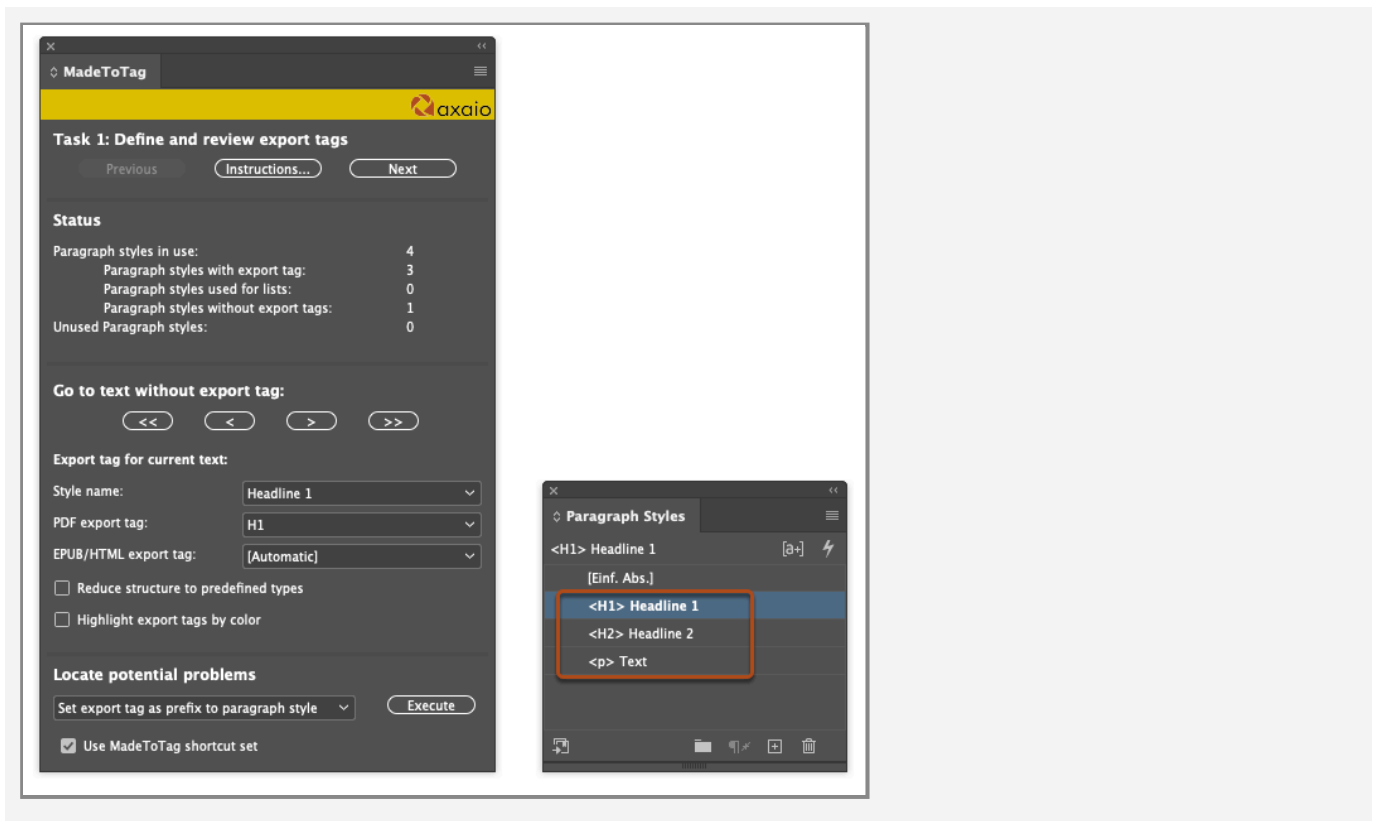 MadeToTag
axaio
Task 1: Define and review export tags
Previous Instructions... Next
Status
Paragraph styles in use: 4
Paragraph styles with export tag: 3
Paragraph styles used for lists: 0
Paragraph styles without export tags: 1
Unused Paragraph styles: 0
Go to text without export tag:
<< < > >>
Export tag for current text:
Style name: Headline 1
PDF export tag: H1
EPUB/HTML export tag: [Automatic]
Reduce structure to predefined types
Highlight export tags by color
Locate potential problems
Set export tag as prefix to paragraph style Execute
Use MadeToTag shortcut set
Paragraph Styles
<H1> Headline 1 [a+]
[Einf. Abs.]
<H1> Headline 1
<H2> Headline 2
<p> Text